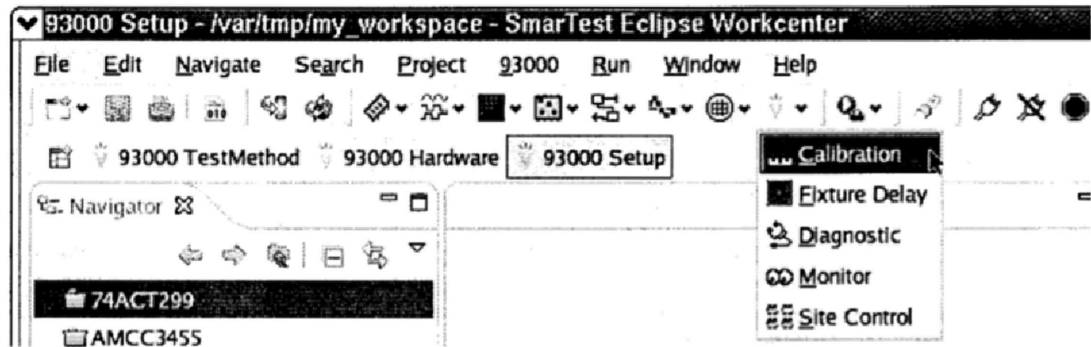 93000 Setup - /var/tmp/my_workspace - SmarTest Eclipse Workcenter
File Edit Navigate Search Project 93000 Run Window Help
010
93000 TestMethod 93000 Hardware 93000 Setup
Calibration
Navigator
Fixture Delay
Diagnostic
Monitor
74ACT299
Site Control
AMCC3455